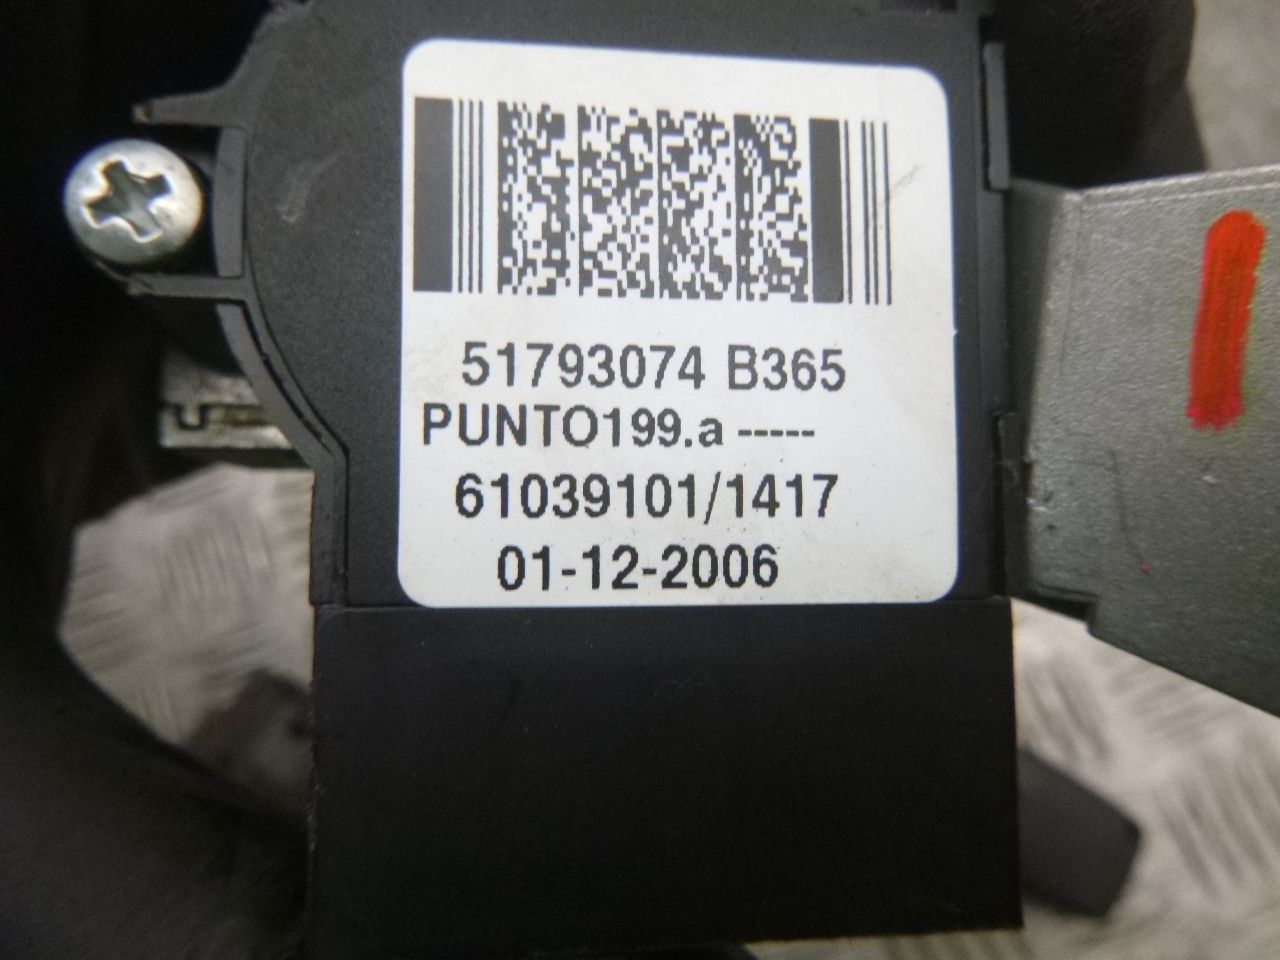 51793074 B365
PUNTO199.a -----
61039101/1417
01-12-2006